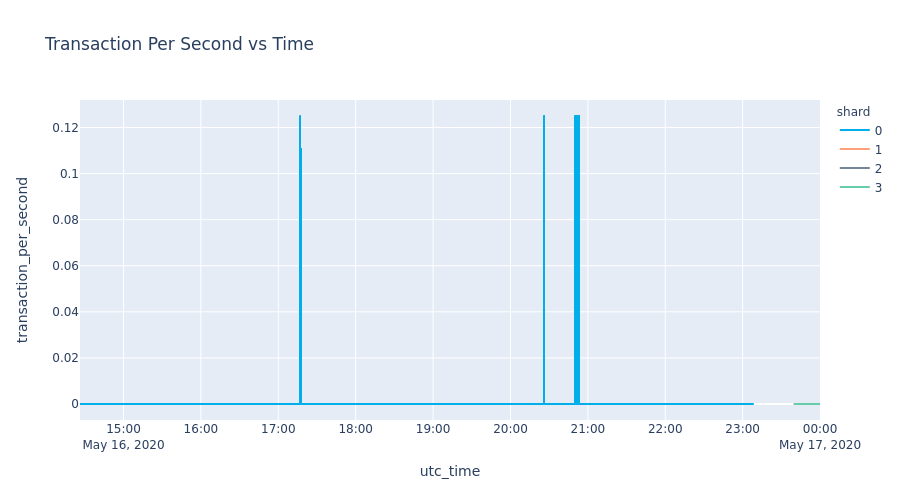 Transaction Per Second vs Time
shard
0
1
2
3
transaction_per_second
0.12
0.1
0.08
0.06
0.04
0.02
0
15:00 16:00 17:00 18:00 19:00 20:00 21:00 22:00 23:00 00:00
May 16, 2020 May 17, 2020
utc_time